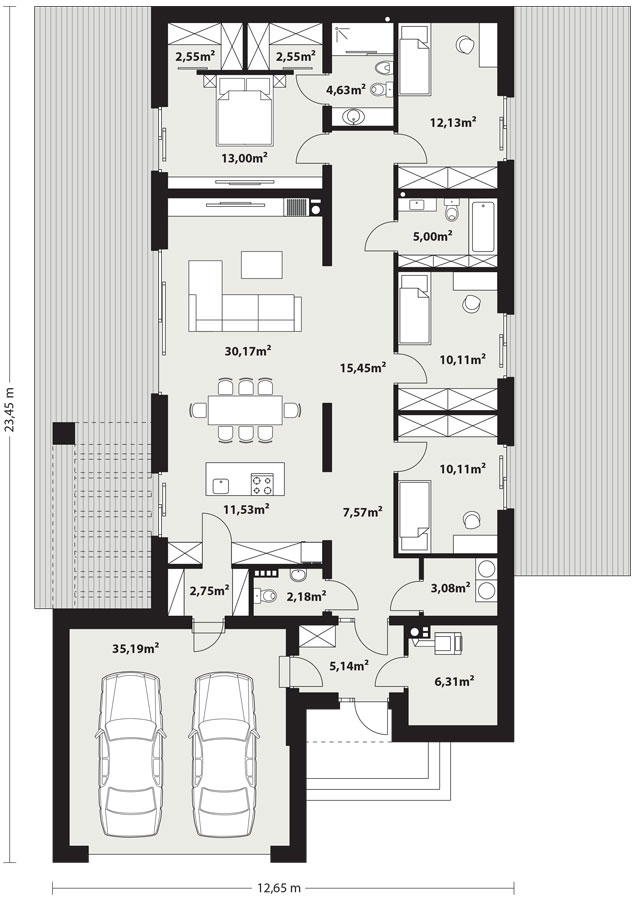 2,55m² 2,55m²
4,63m²
12,13m²
13,00m²
5,00m²
30,17m²
15,45m²
10,11m²
23,45 m
10,11m²
11,53m²
7,57m²
2,75m²
2,18m²
3,08m²
35,19m²
5,14m²
6,31m²
12,65 m